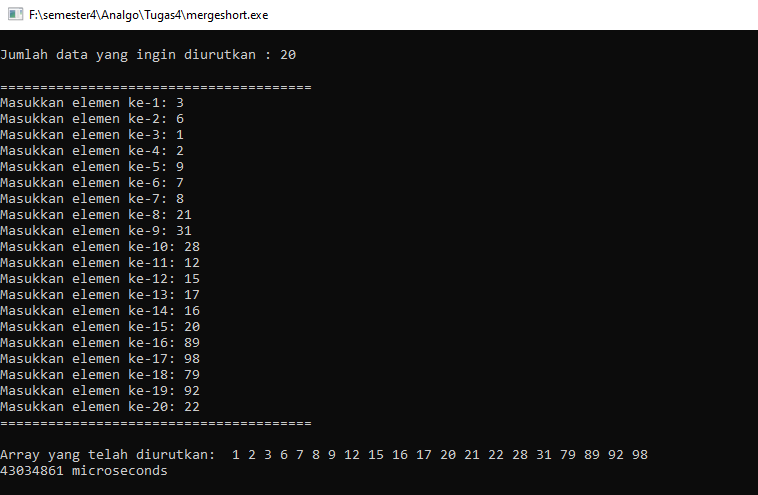 F:\semester4\Analgo\Tugas4\mergeshort.exe
Jumlah data yang ingin diurutkan : 20
=======================================
Masukkan elemen ke-1: 3
Masukkan elemen ke-2: 6
Masukkan elemen ke-3: 1
Masukkan elemen ke-4: 2
Masukkan elemen ke-5: 9
Masukkan elemen ke-6: 7
Masukkan elemen ke-7: 8
Masukkan elemen ke-8: 21
Masukkan elemen ke-9: 31
Masukkan elemen ke-10: 28
Masukkan elemen ke-11: 12
Masukkan elemen ke-12: 15
Masukkan elemen ke-13: 17
Masukkan elemen ke-14: 16
Masukkan elemen ke-15: 20
Masukkan elemen ke-16: 89
Masukkan elemen ke-17: 98
Masukkan elemen ke-18: 79
Masukkan elemen ke-19: 92
Masukkan elemen ke-20: 22
=======================================
Array yang telah diurutkan:  1 2 3 6 7 8 9 12 15 16 17 20 21 22 28 31 79 89 92 98
43034861 microseconds